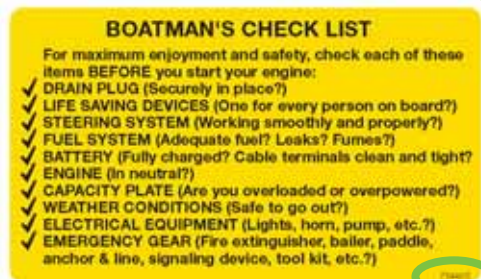 BOATMAN'S CHECK LIST
For maximum enjoyment and safety, check each of these
items BEFORE you start your engine:
DRAIN PLUG (Securely in place?)
LIFE SAVING DEVICES (One for every person on board?)
STEERING SYSTEM (Working smoothly and properly?)
FUEL SYSTEM (Adequate fuel? Leaks? Fumes?)
BATTERY (Fully charged? Cable terminals clean and tight?
ENGINE (In neutral?)
CAPACITY PLATE (Are you overloaded or overpowered?)
WEATHER CONDITIONS (Safe to go out?)
ELECTRICAL EQUIPMENT (Lights, horn, pump, etc.?)
EMERGENCY GEAR (Fire extinguisher, bailer, paddle,
anchor & line, signaling device, tool kit, etc.?)